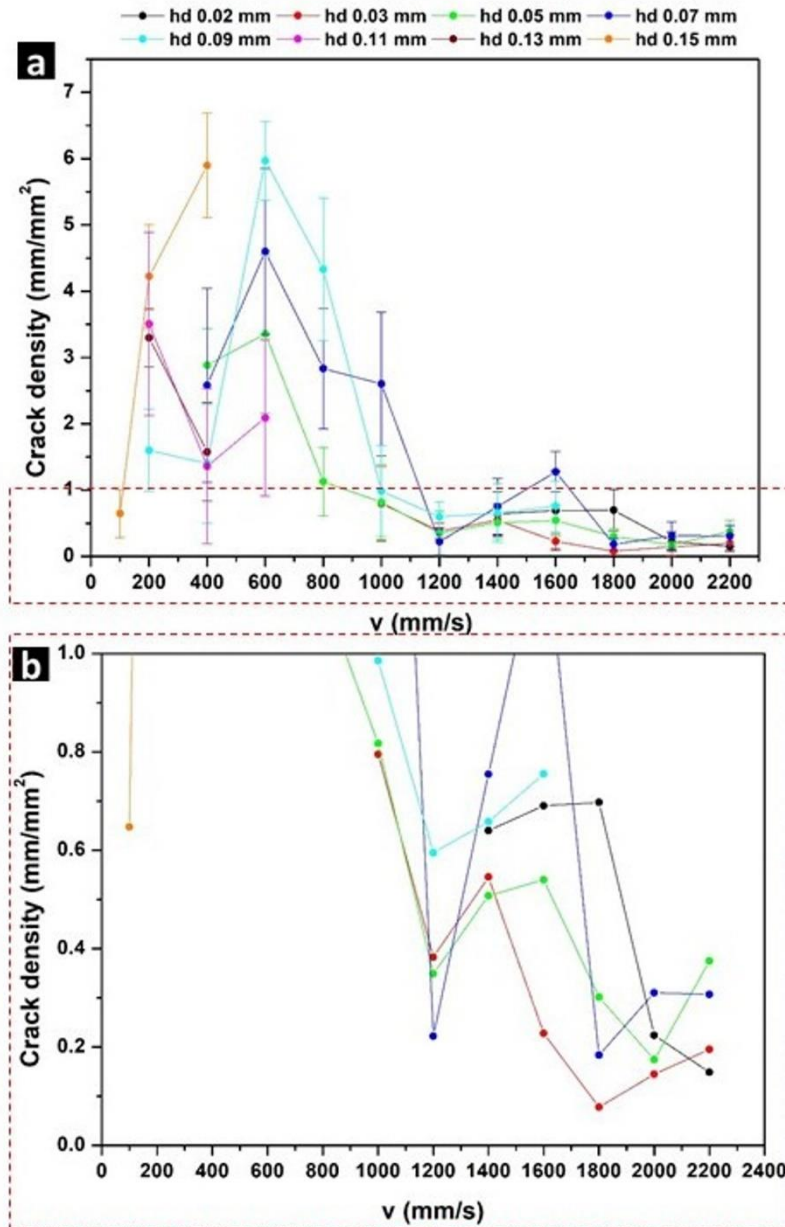 hd 0.02 mm hd 0.03 mm hd 0.05 mm hd 0.07 mm
hd 0.09 mm hd 0.11 mm hd 0.13 mm hd 0.15 mm
a
Crack density (mm/mm²)
7
6
5
4
3
2
1
0
0 200 400 600 800 1000 1200 1400 1600 1800 2000 2200
v (mm/s)
b
Crack density (mm/mm²)
1.0
0.8
0.6
0.4
0.2
0.0
0 200 400 600 800 1000 1200 1400 1600 1800 2000 2200 2400
v (mm/s)